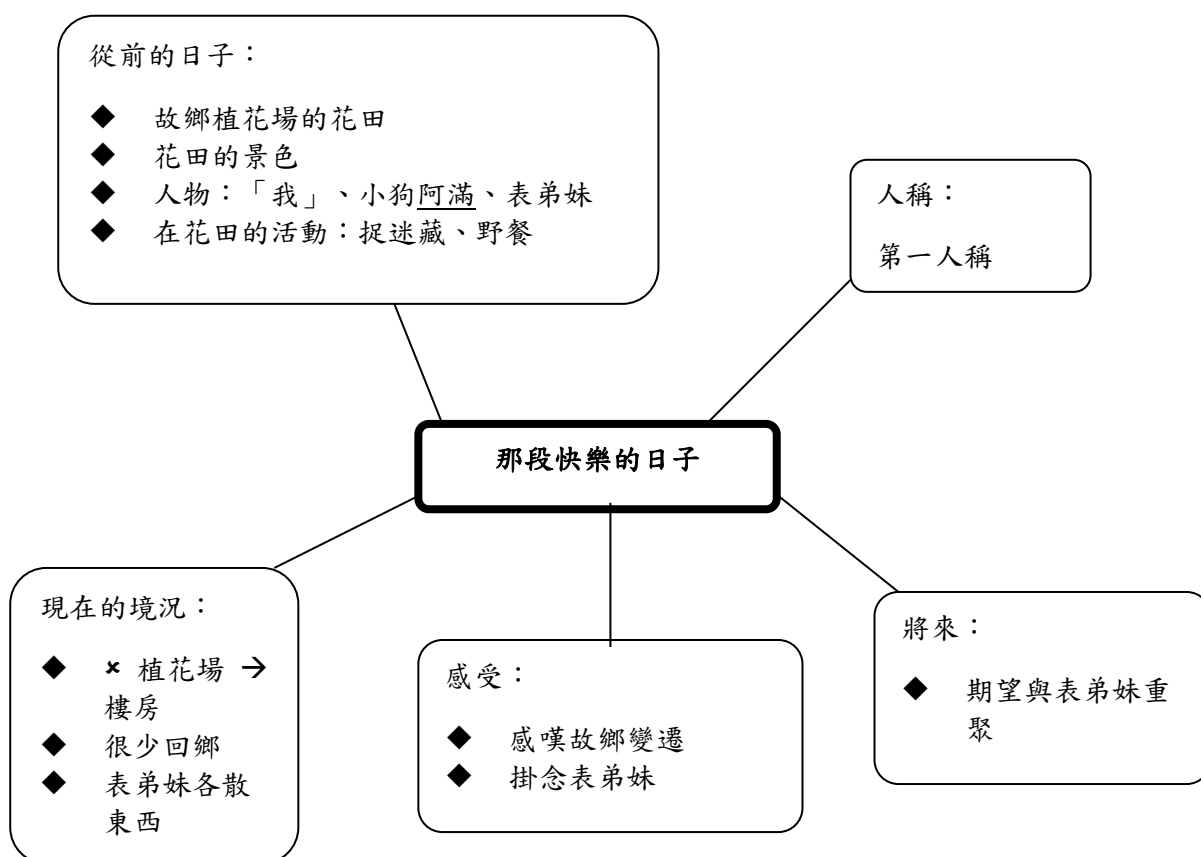 從前的日子：
◆ 故鄉植花場的花田
◆ 花田的景色
◆ 人物：「我」、小狗阿滿、表弟妹
◆ 在花田的活動：捉迷藏、野餐
人稱：
第一人稱
那段快樂的日子
現在的境況：
◆ × 植花場 →
樓房
◆ 很少回鄉
◆ 表弟妹各散
東西
感受：
◆ 感嘆故鄉變遷
◆ 掛念表弟妹
將來：
◆ 期望與表弟妹重
聚